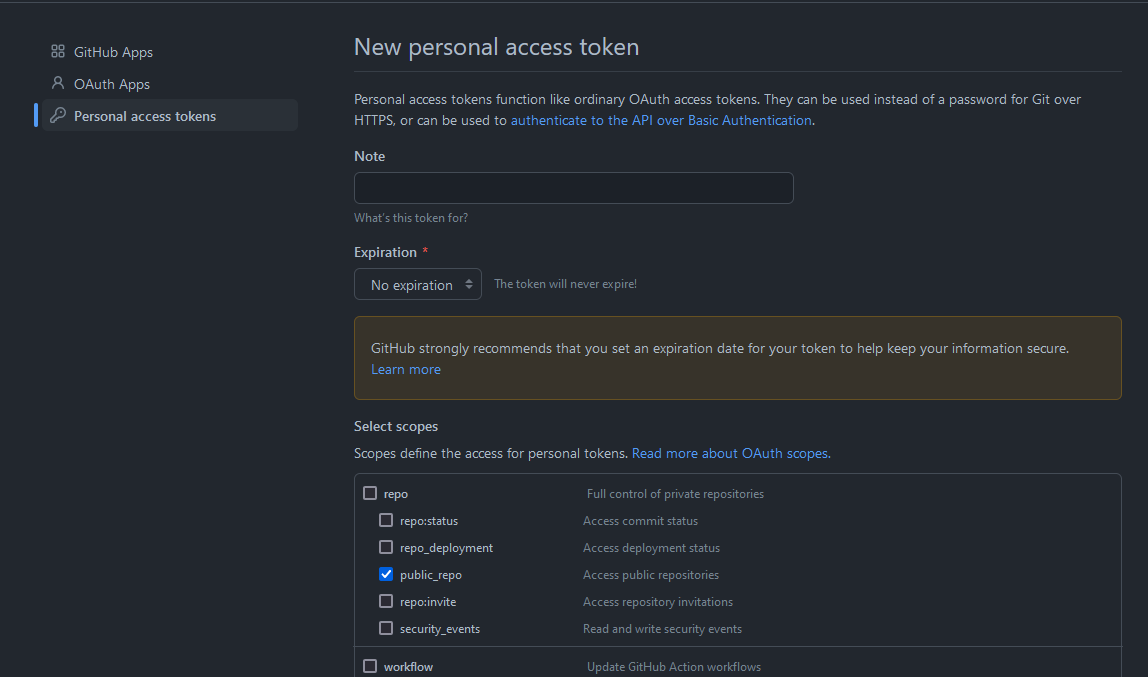 GitHub Apps
OAuth Apps
Personal access tokens
New personal access token
Personal access tokens function like ordinary OAuth access tokens. They can be used instead of a password for Git over
HTTPS, or can be used to authenticate to the API over Basic Authentication.
Note
What's this token for?
Expiration *
No expiration The token will never expire!
GitHub strongly recommends that you set an expiration date for your token to help keep your information secure.
Learn more
Select scopes
Scopes define the access for personal tokens. Read more about OAuth scopes.
repo Full control of private repositories
repo:status Access commit status
repo_deployment Access deployment status
public_repo Access public repositories
repo:invite Access repository invitations
security_events Read and write security events
workflow Update GitHub Action workflows